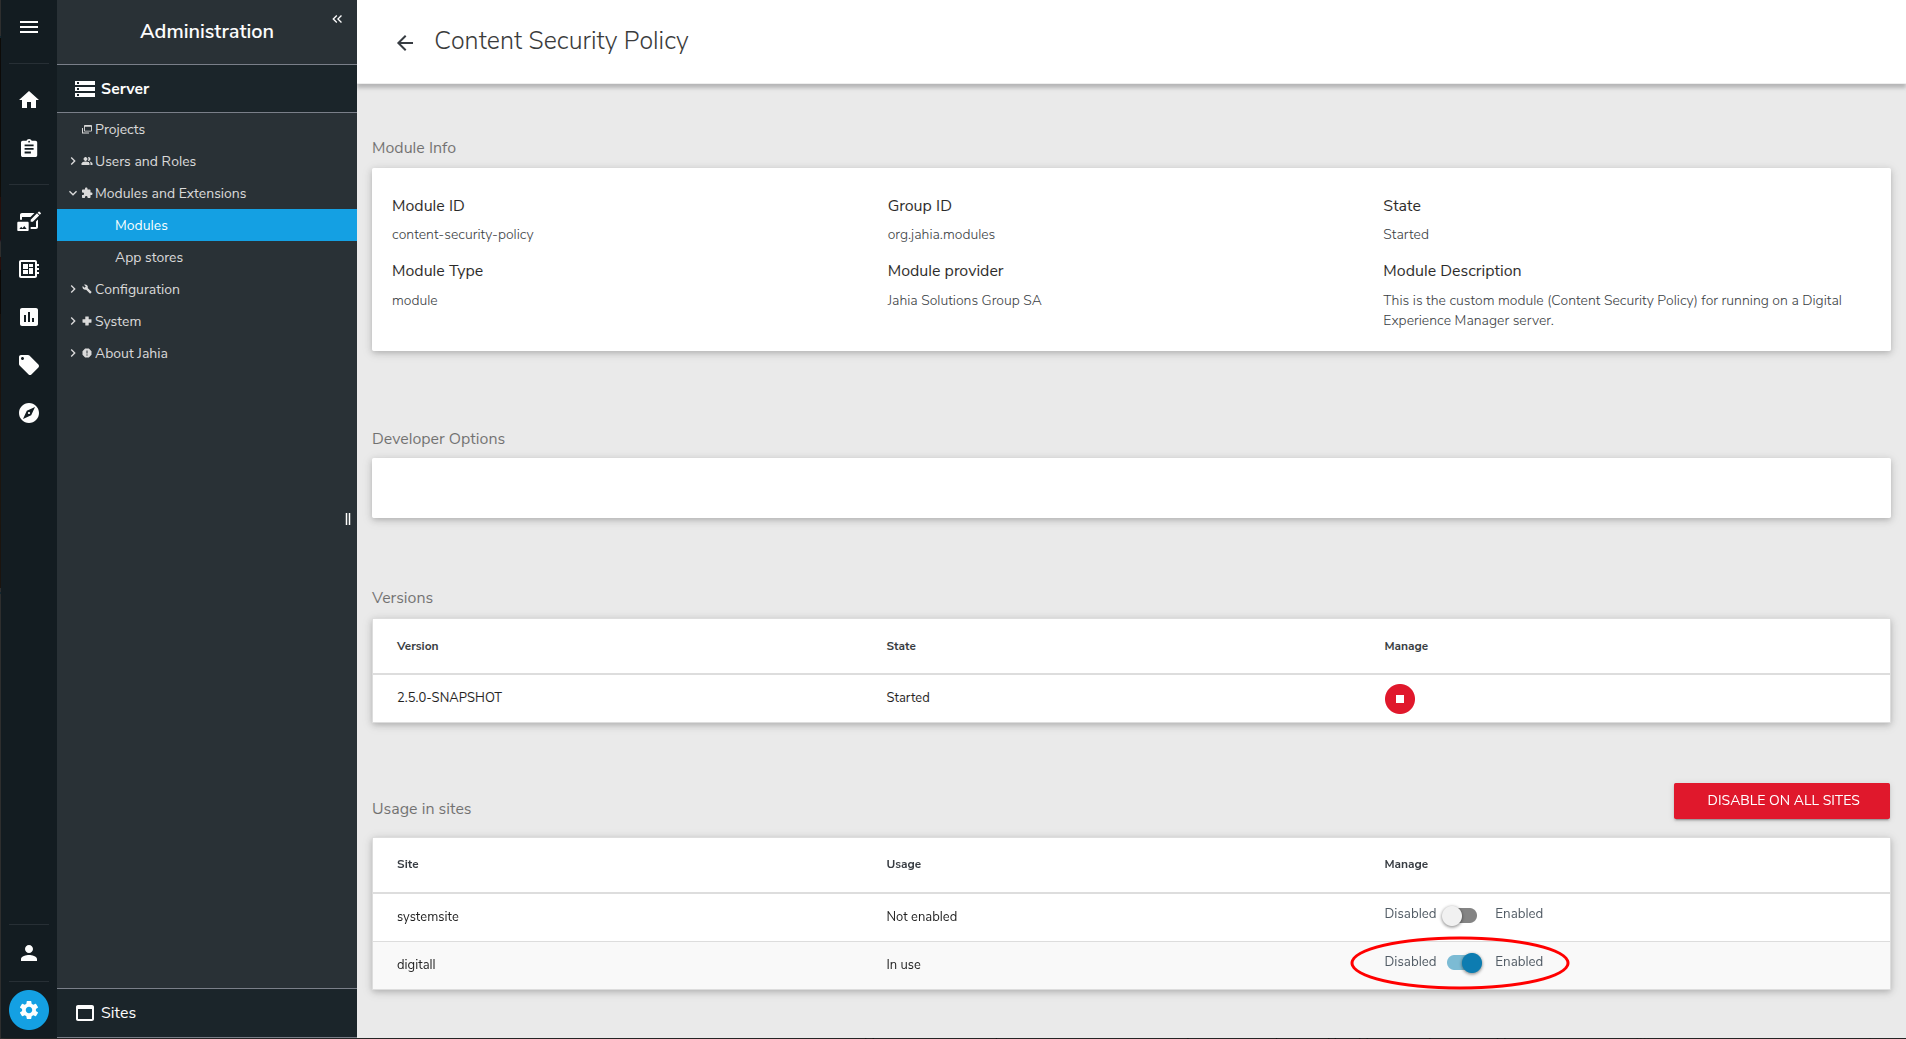 Administration
Server
Projects
Users and Roles
Modules and Extensions
Modules
App stores
Configuration
System
About Jahia
Sites
Content Security Policy
Module Info
Module ID
content-security-policy
Group ID
org.jahia.modules
State
Started
Module Type
module
Module provider
Jahia Solutions Group SA
Module Description
This is the custom module (Content Security Policy) for running on a Digital
Experience Manager server.
Developer Options
Versions
Version State Manage
2.5.0-SNAPSHOT Started
Usage in sites
DISABLE ON ALL SITES
Site Usage Manage
systemsite Not enabled Disabled Enabled
digitall In use Disabled Enabled